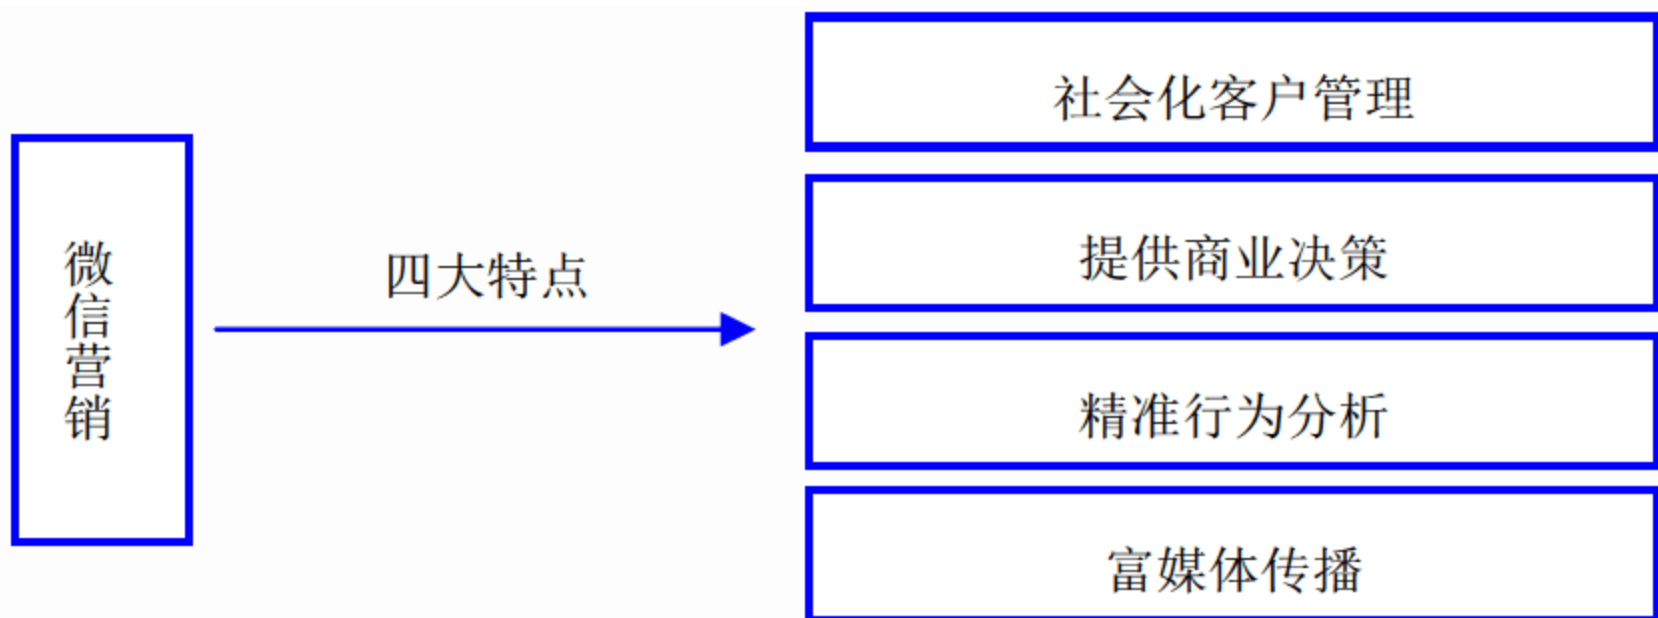 微信营销
四大特点
社会化客户管理
提供商业决策
精准行为分析
富媒体传播